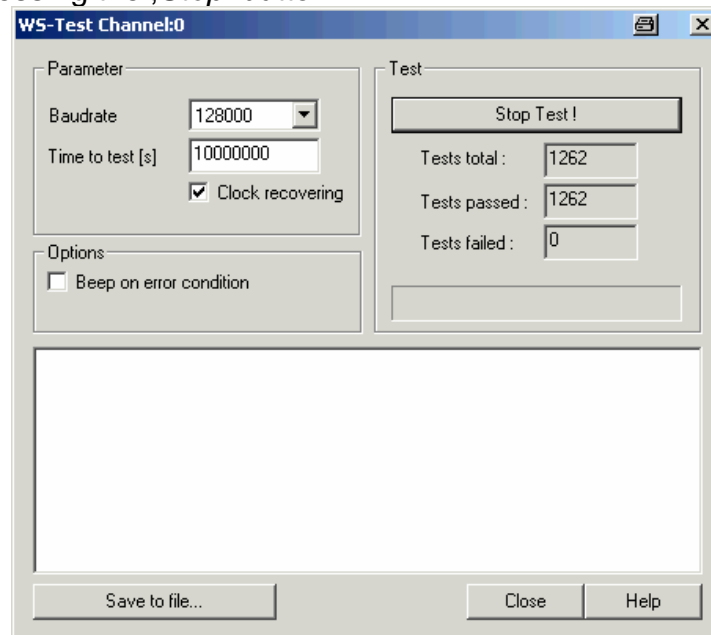 WS-Test Channel:0
Parameter
Baudrate
128000
Time to test [s]
10000000
Clock recovering
Options
Beep on error condition
Test
Stop Test !
Tests total :
1262
Tests passed :
1262
Tests failed :
0
Save to file...
Close
Help